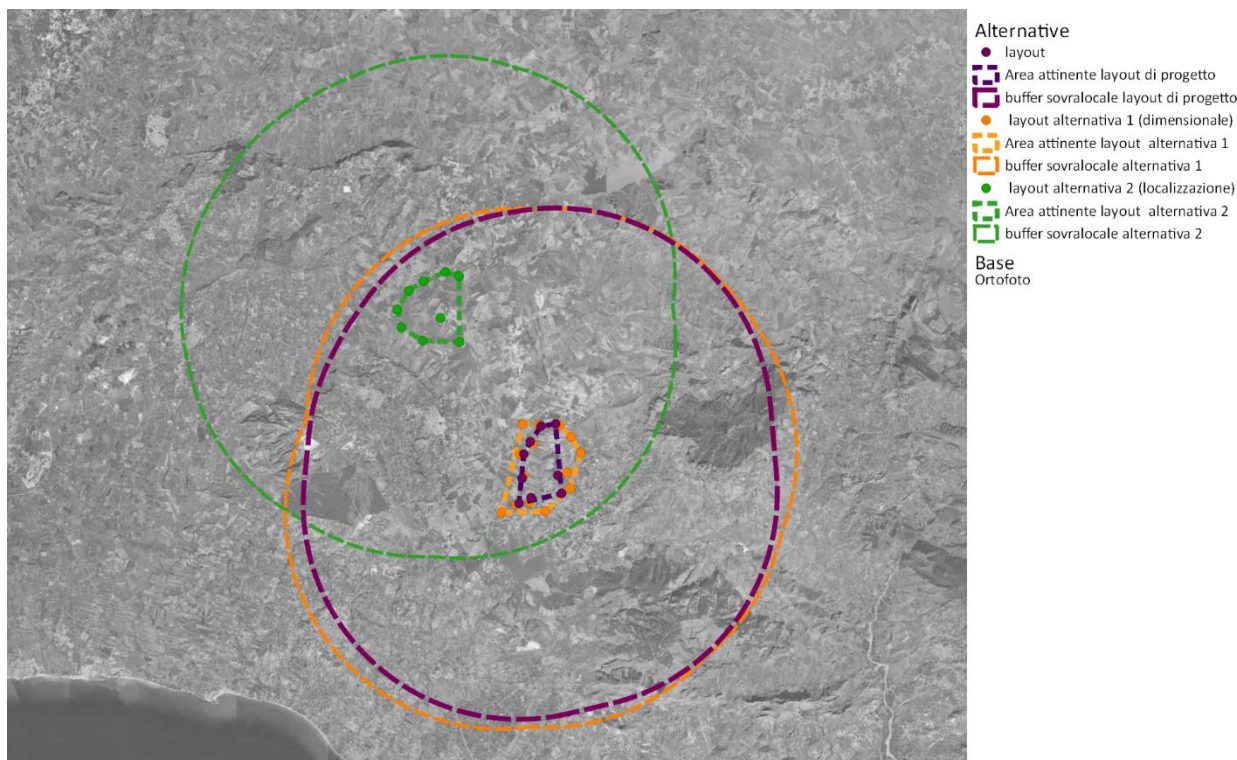 Alternative
layout
Area attinente layout di progetto
buffer sovralocale layout di progetto
layout alternativa 1 (dimensionale)
Area attinente layout alternativa 1
buffer sovralocale alternativa 1
layout alternativa 2 (localizzazione)
Area attinente layout alternativa 2
buffer sovralocale alternativa 2
Base
Ortofoto